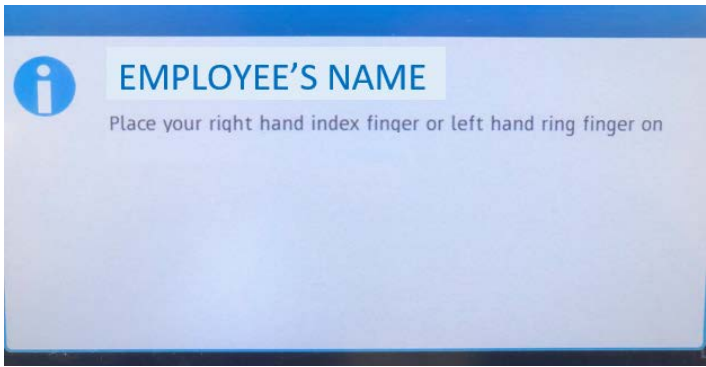 EMPLOYEE'S NAME
Place your right hand index finger or left hand ring finger on